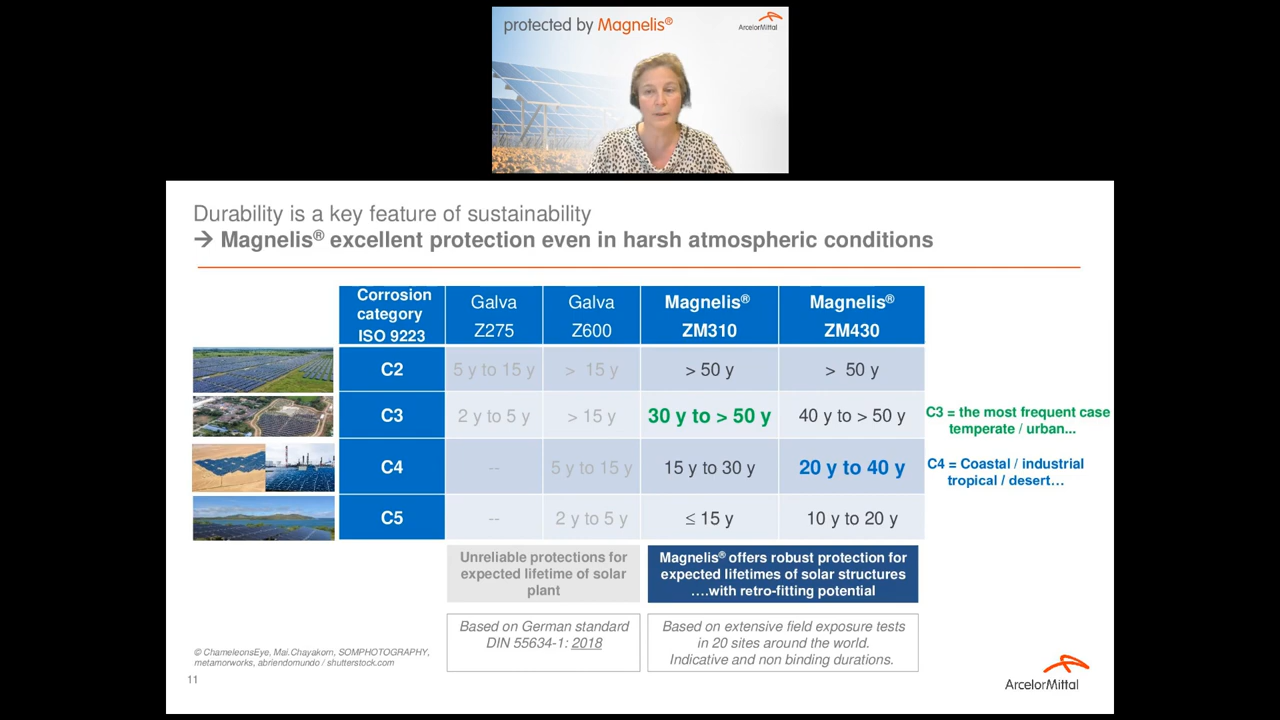 protected by Magnelis®
ArcelorMittal
Durability is a key feature of sustainability
→ Magnelis® excellent protection even in harsh atmospheric conditions
Corrosion category ISO 9223 Galva Z275 Galva Z600 Magnelis® ZM310 Magnelis® ZM430
C2 5 y to 15 y > 15 y > 50 y > 50 y
C3 2 y to 5 y > 15 y 30 y to > 50 y 40 y to > 50 y
C3 = the most frequent case
temperate / urban...
C4 -- 5 y to 15 y 15 y to 30 y 20 y to 40 y
C4 = Coastal / industrial
tropical / desert…
C5 -- 2 y to 5 y ≤ 15 y 10 y to 20 y
Unreliable protections for
expected lifetime of solar
plant
Magnelis® offers robust protection for
expected lifetimes of solar structures
….with retro-fitting potential
Based on German standard
DIN 55634-1: 2018
Based on extensive field exposure tests
in 20 sites around the world.
Indicative and non binding durations.
© ChameleonsEye, Mai.Chayakorn, SOMPHOTOGRAPHY,
metamorworks, abriendomundo / shutterstock.com
11
ArcelorMittal